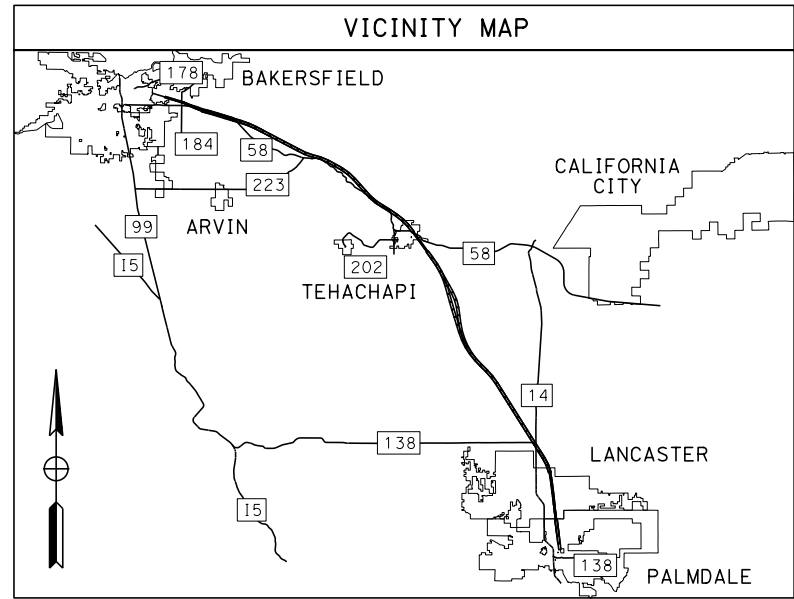 VICINITY MAP
178
BAKERSFIELD
184
58
CALIFORNIA
CITY
223
ARVIN
99
58
I5
202
TEHACHAPI
14
138
LANCASTER
I5
138
PALMDALE